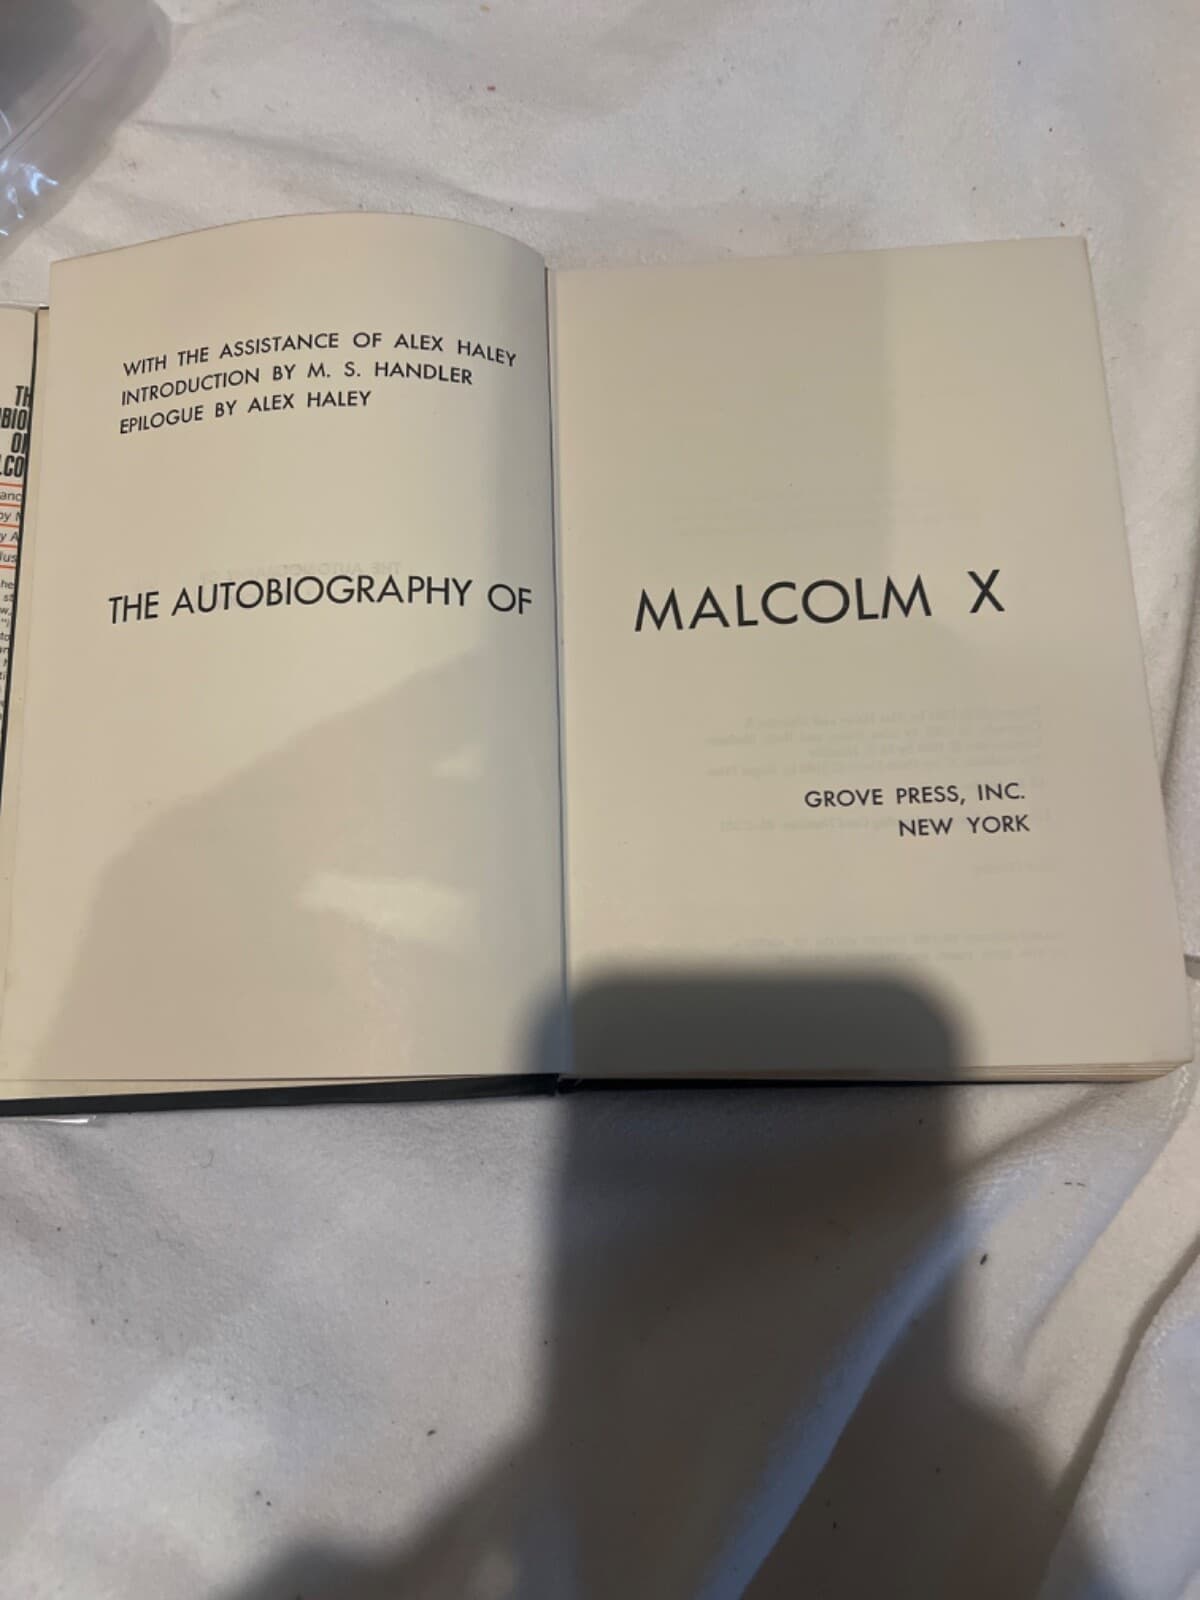 WITH THE ASSISTANCE OF ALEX HALEY
INTRODUCTION BY M. S. HANDLER
EPILOGUE BY ALEX HALEY
THE AUTOBIOGRAPHY OF MALCOLM X
GROVE PRESS, INC.
NEW YORK